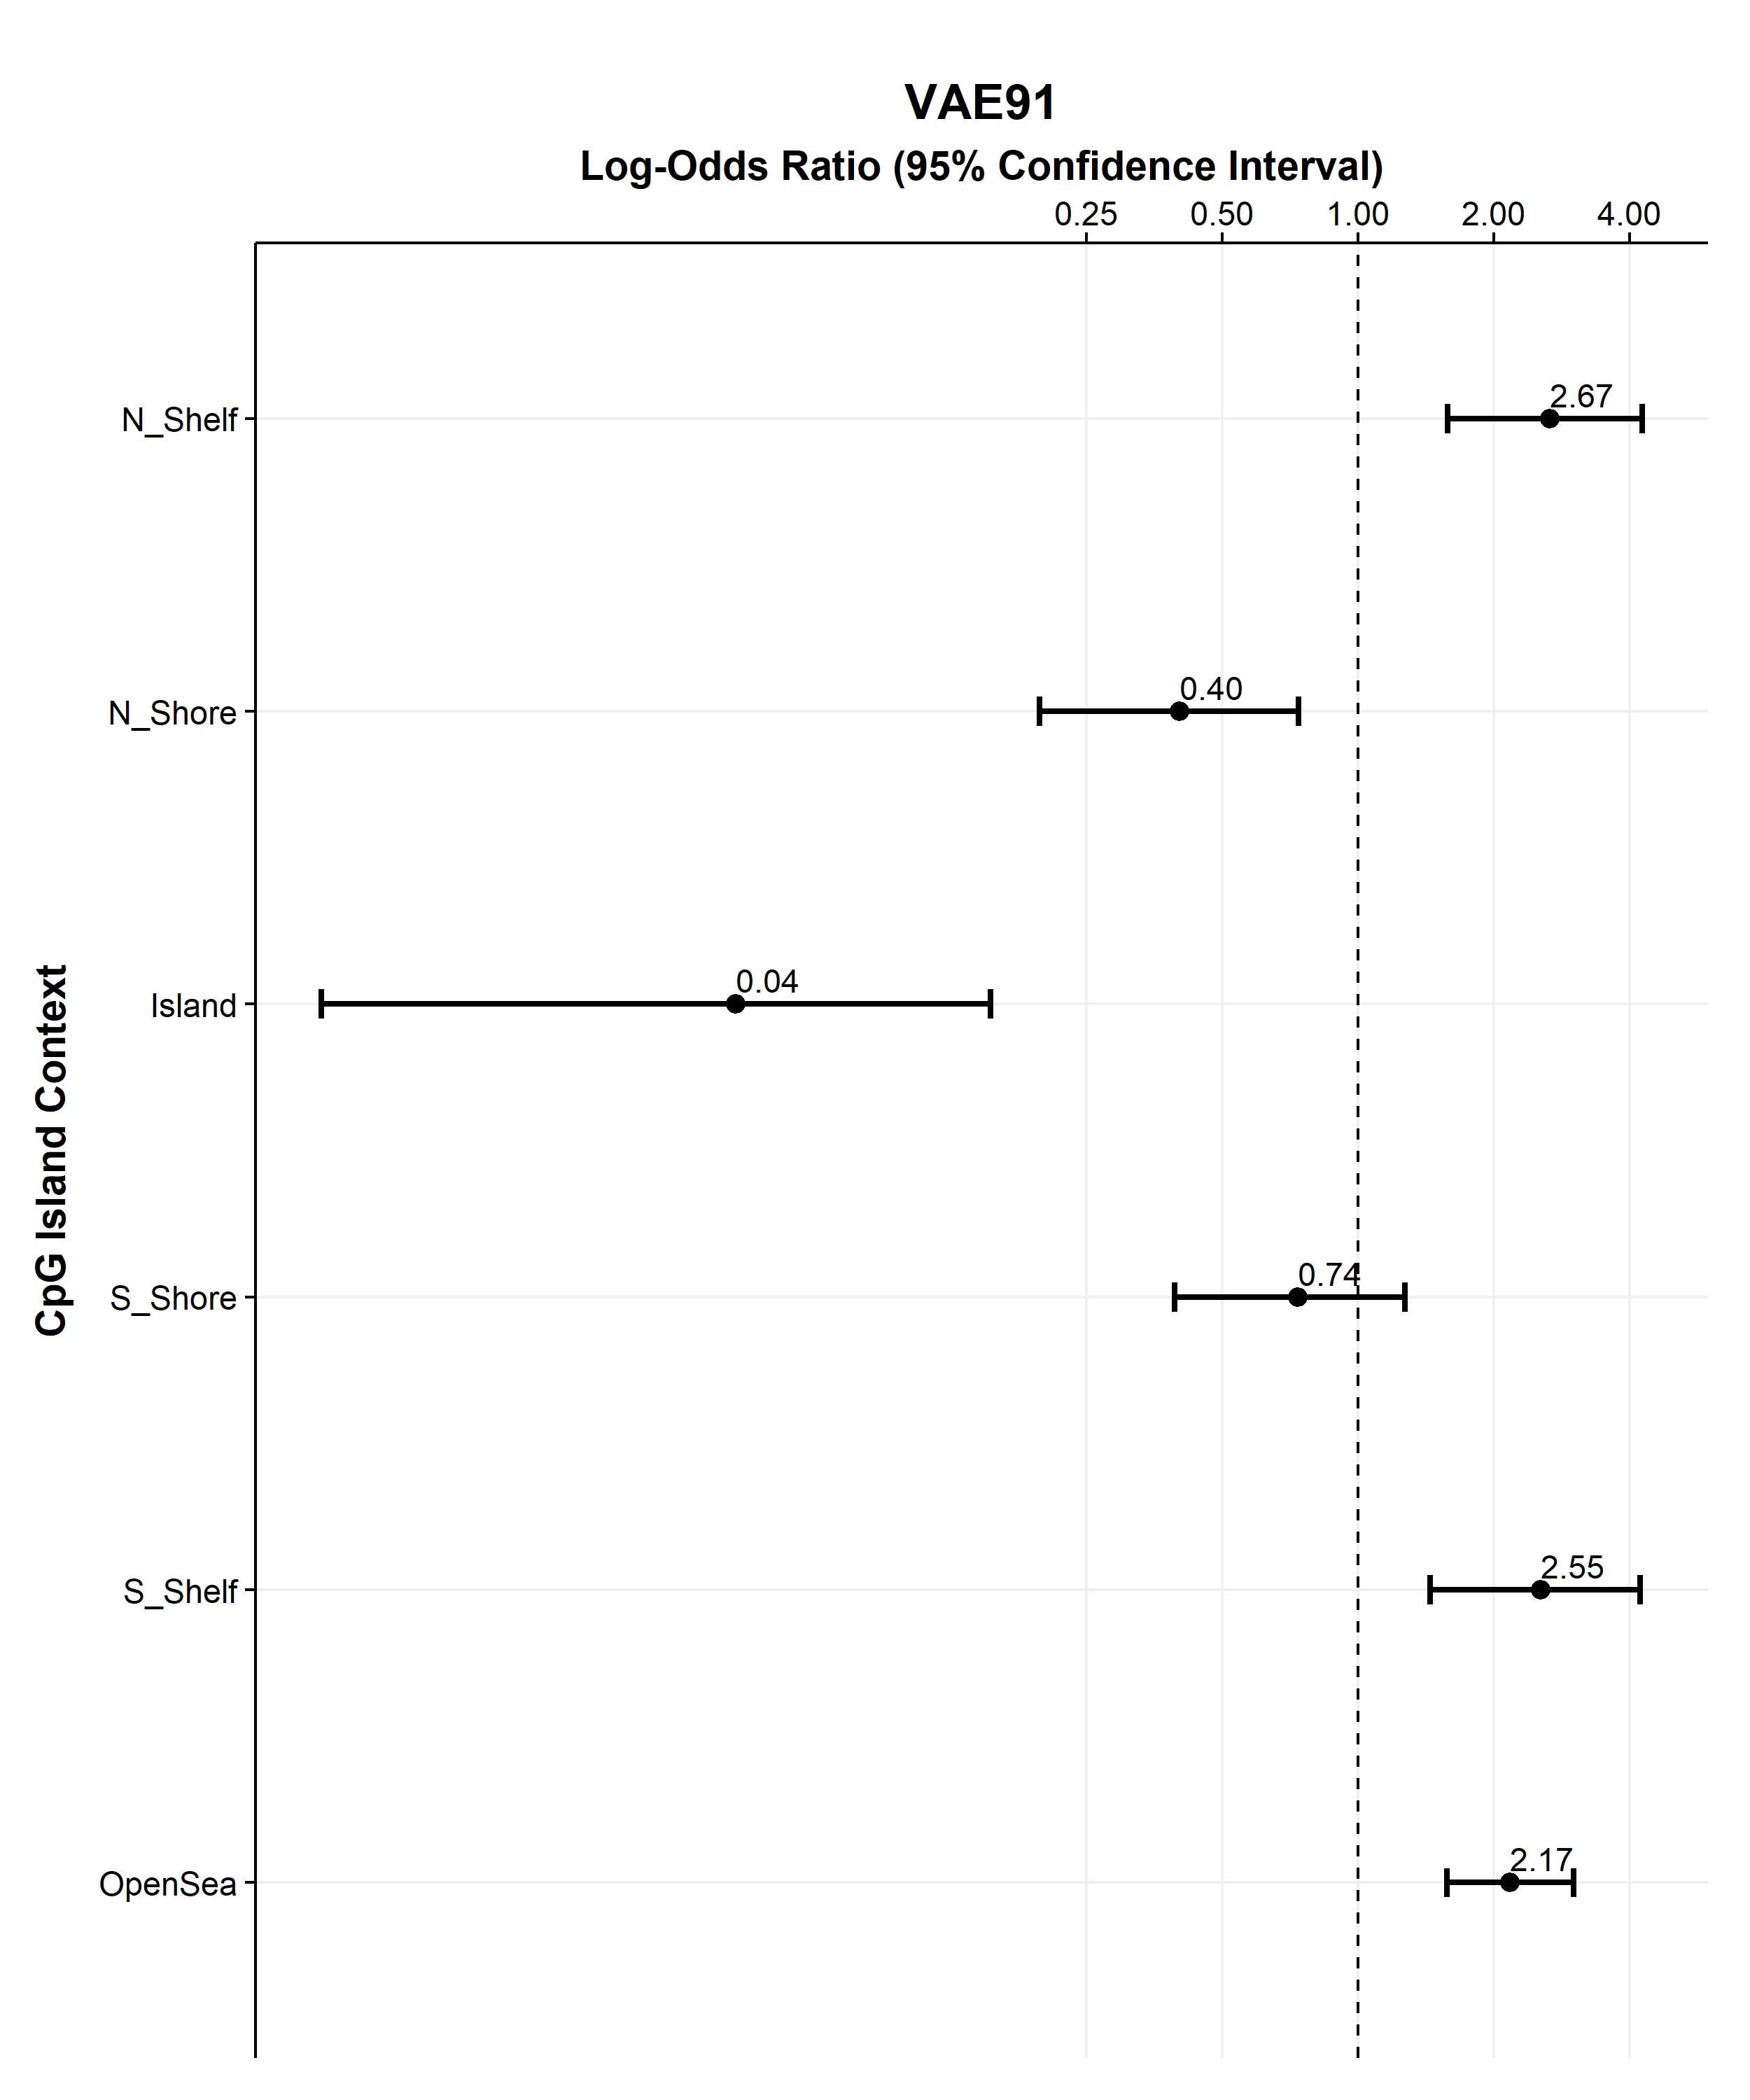 VAE91
Log-Odds Ratio (95% Confidence Interval)
0.25 0.50 1.00 2.00 4.00
N_Shelf 2.67
N_Shore 0.40
Island 0.04
CpG Island Context
S_Shore 0.74
S_Shelf 2.55
OpenSea 2.17